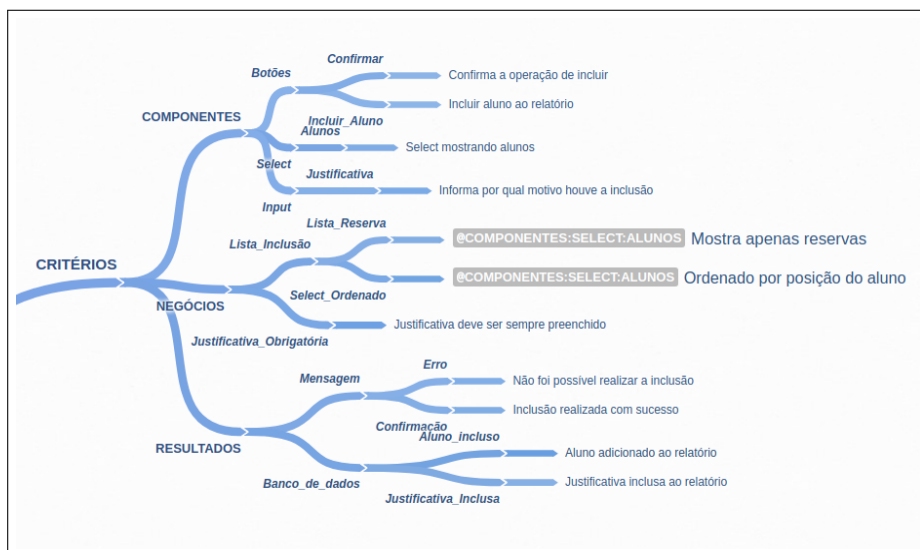 Confirmar
Botões
Confirma a operação de incluir
Incluir aluno ao relatório
COMPONENTES
Incluir_Aluno
Alunos
Select mostrando alunos
Select
Justificativa
Informa por qual motivo houve a inclusão
Input
Lista_Reserva
@COMPONENTES:SELECT:ALUNOS Mostra apenas reservas
Lista_Inclusão
CRITÉRIOS
@COMPONENTES:SELECT:ALUNOS Ordenado por posição do aluno
Select_Ordenado
NEGÓCIOS
Justificativa deve ser sempre preenchido
Justificativa_Obrigatória
Erro
Mensagem
Não foi possível realizar a inclusão
Inclusão realizada com sucesso
Confirmação
Aluno_incluso
RESULTADOS
Aluno adicionado ao relatório
Banco_de_dados
Justificativa inclusa ao relatório
Justificativa_Inclusa